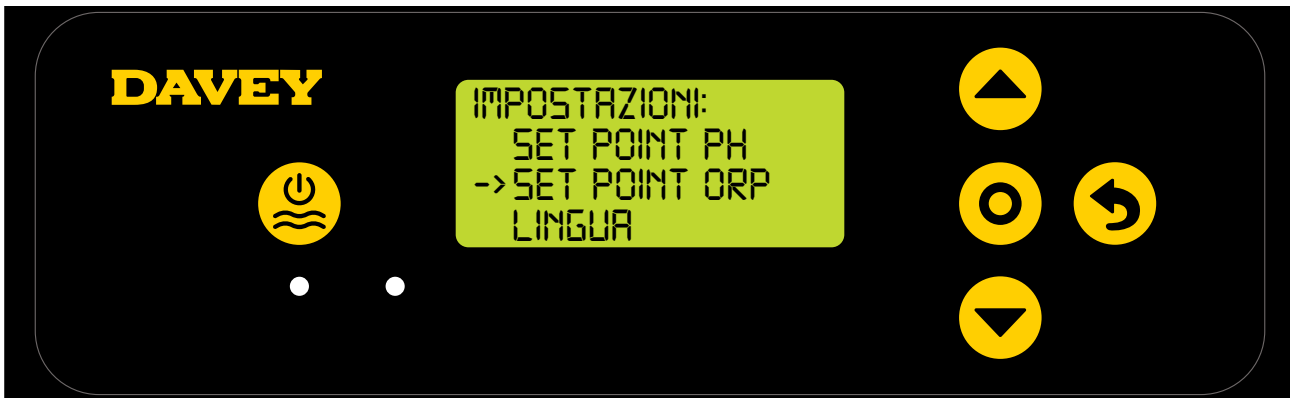 DAVEY
IMPOSTAZIONI:
SET POINT PH
->SET POINT ORP
LINGUA